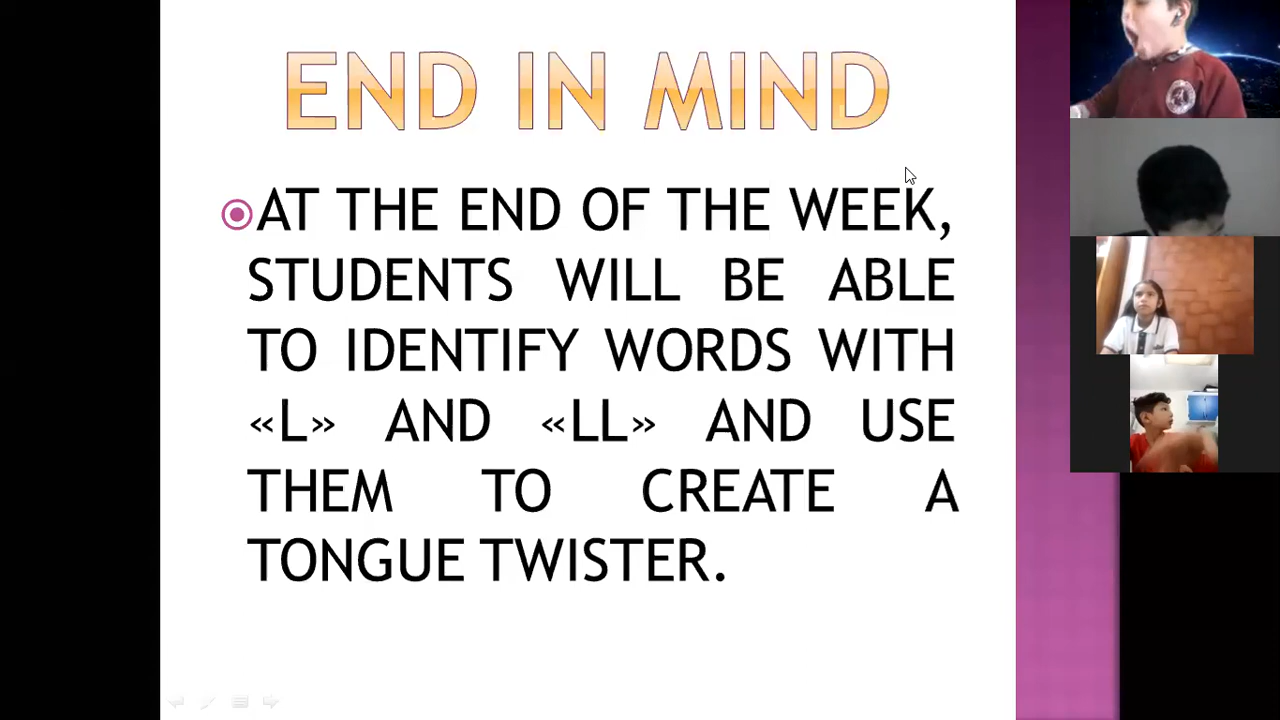 END IN MIND
AT THE END OF THE WEEK,
STUDENTS WILL BE ABLE
TO IDENTIFY WORDS WITH
«L» AND «LL» AND USE
THEM TO CREATE A
TONGUE TWISTER.